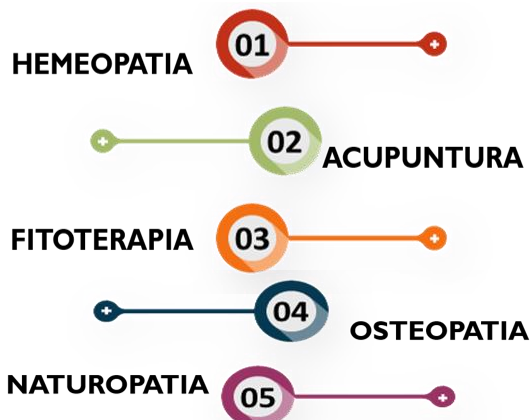 01
HEMEOPATIA
02
ACUPUNTURA
03
FITOTERAPIA
04
OSTEOPATIA
NATUROPATIA
05